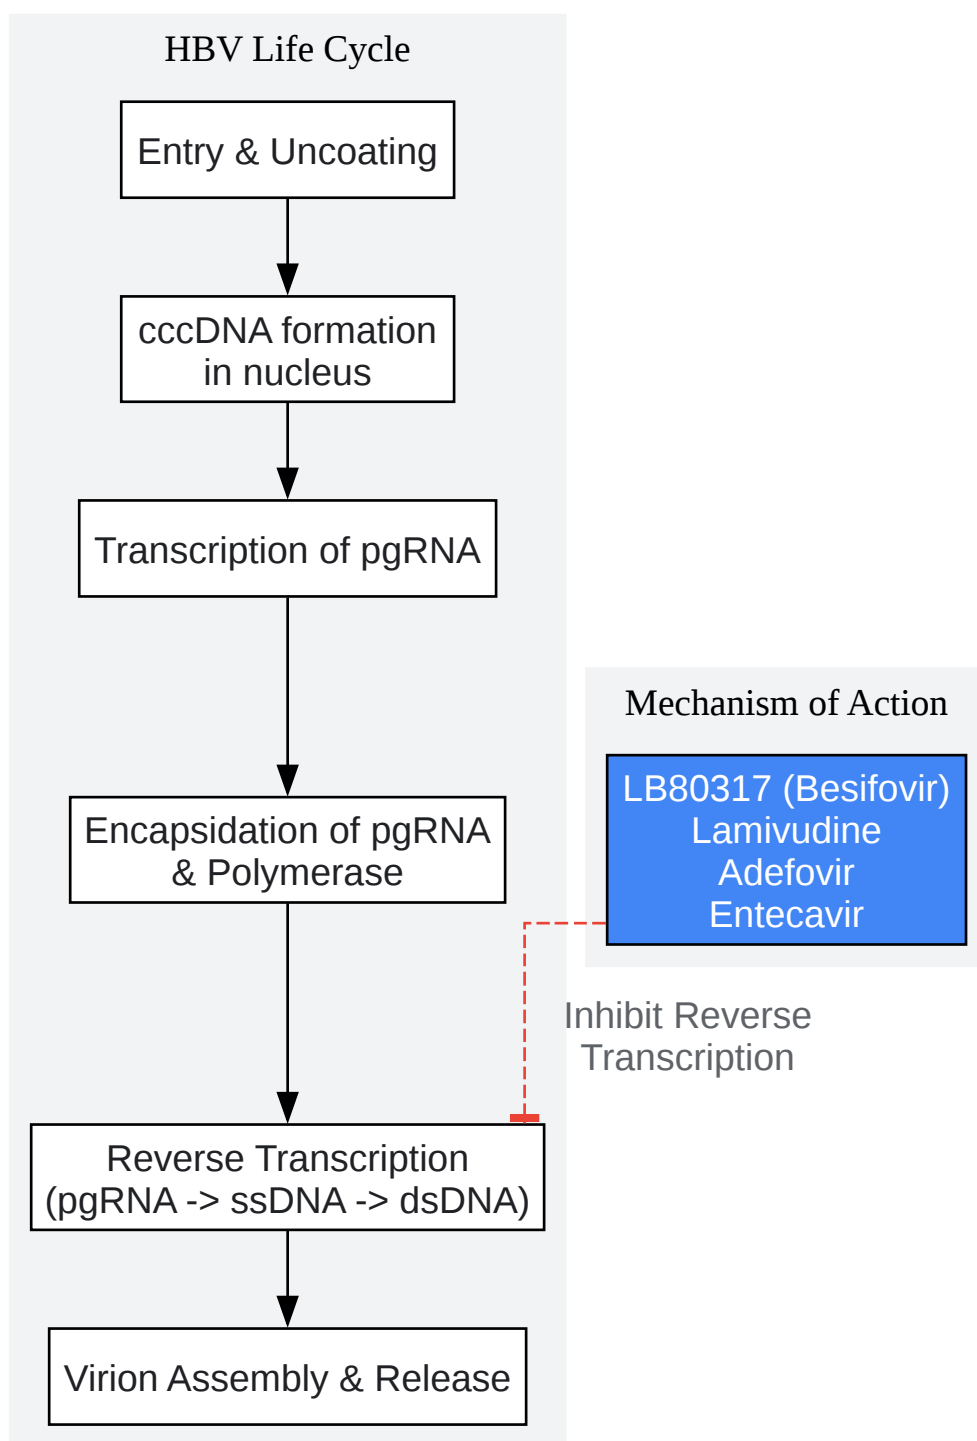 HBV Life Cycle
Entry & Uncoating
cccDNA formation
in nucleus
Transcription of pgRNA
Encapsidation of pgRNA
& Polymerase
Mechanism of Action
LB80317 (Besifovir)
Lamivudine
Adefovir
Entecavir
Inhibit Reverse
Transcription
Reverse Transcription
(pgRNA -> ssDNA -> dsDNA)
Virion Assembly & Release